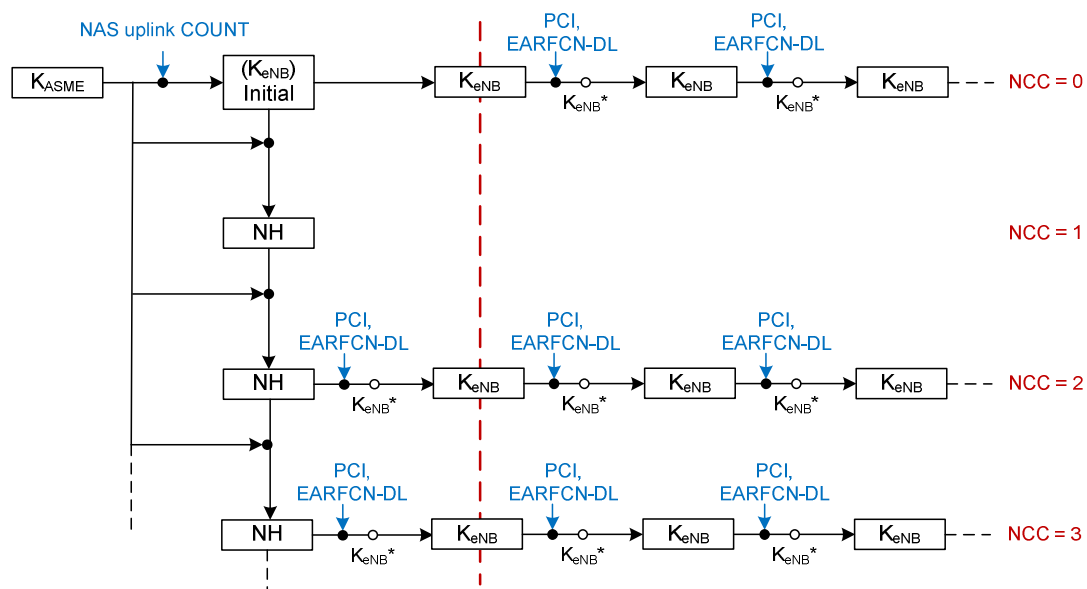 NAS uplink COUNT
PCI,
EARFCN-DL
PCI,
EARFCN-DL
KASME
(KeNB)
Initial
KeNB
KeNB*
KeNB
KeNB*
KeNB
NCC = 0
NH
NCC = 1
PCI,
EARFCN-DL
PCI,
EARFCN-DL
PCI,
EARFCN-DL
NH
KeNB*
KeNB
KeNB*
KeNB
KeNB*
KeNB
NCC = 2
PCI,
EARFCN-DL
PCI,
EARFCN-DL
PCI,
EARFCN-DL
NH
KeNB*
KeNB
KeNB*
KeNB
KeNB*
KeNB
NCC = 3